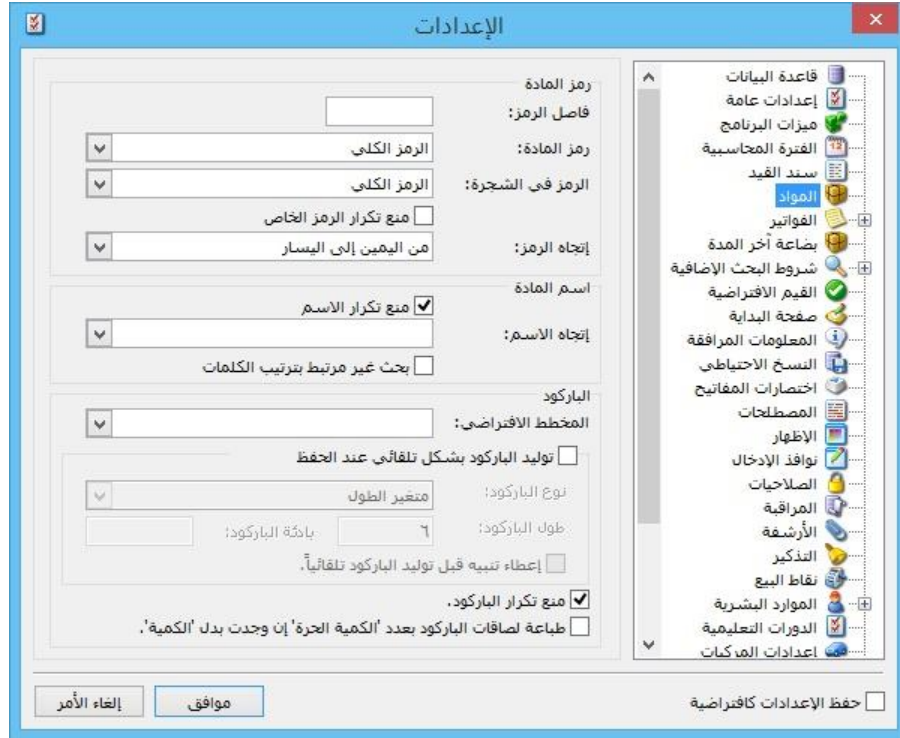 الإعدادات
قاعدة البيانات
إعدادات عامة
ميزات البرنامج
الفترة المحاسبية
سند القيد
المواد
الفواتير
بضاعة آخر المدة
شروط البحث الإضافية
القيم الافتراضية
صفحة البداية
المعلومات المرافقة
النسخ الاحتياطي
اختصارات المفاتيح
المصطلحات
الإظهار
نوافذ الإدخال
الصلاحيات
المراقبة
الأرشفة
التذكير
نقاط البيع
الموارد البشرية
الدورات التعليمية
إعدادات المركبات
رمز المادة
فاصل الرمز:
رمز المادة: الرمز الكلي
الرمز في الشجرة: الرمز الكلي
منع تكرار الرمز الخاص
إتجاه الرمز: من اليمين إلى اليسار
اسم المادة
منع تكرار الاسم
إتجاه الاسم:
بحث غير مرتبط بترتيب الكلمات
الباركود
المخطط الافتراضي:
توليد الباركود بشكل تلقائي عند الحفظ
نوع الباركود: متغير الطول
طول الباركود: ٦ بادئة الباركود:
إعطاء تنبيه قبل توليد الباركود تلقائياً.
منع تكرار الباركود.
طباعة لصاقات الباركود بعدد 'الكمية الحرة' إن وجدت بدل 'الكمية'.
حفظ الإعدادات كافتراضية
موافق إلغاء الأمر